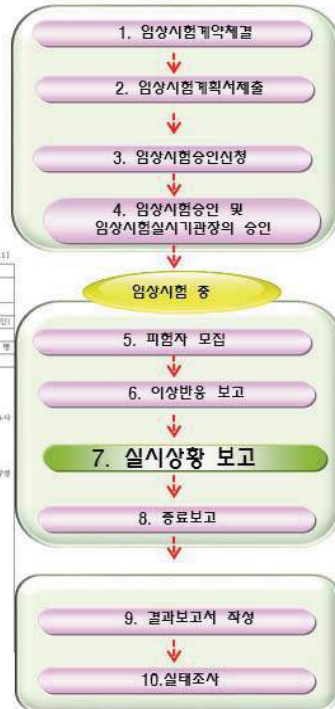 1. 임상시험계약체결
2. 임상시험계획서제출
3. 임상시험승인신청
4. 임상시험승인 및
임상시험실시기관장의 승인
임상시험 중
5. 피험자 모집
6. 이상반응 보고
7. 실시상황 보고
8. 종료보고
9. 결과보고서 작성
10.실태조사